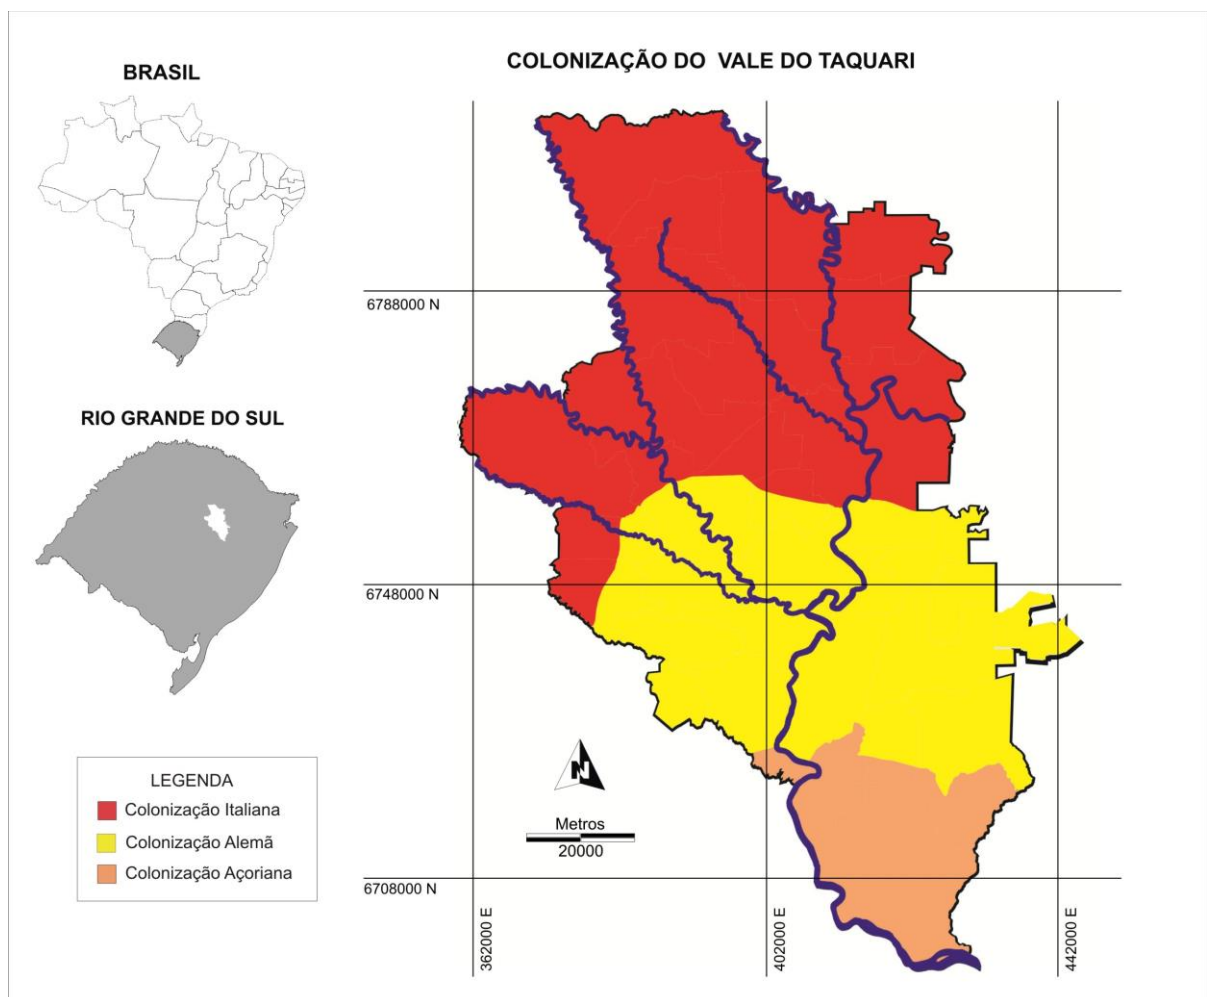 BRASIL
COLONIZAÇÃO DO VALE DO TAQUARI
RIO GRANDE DO SUL
6788000 N
6748000 N
6708000 N
362000 E
402000 E
442000 E
N
Metros
20000
LEGENDA
Colonização Italiana
Colonização Alemã
Colonização Açoriana